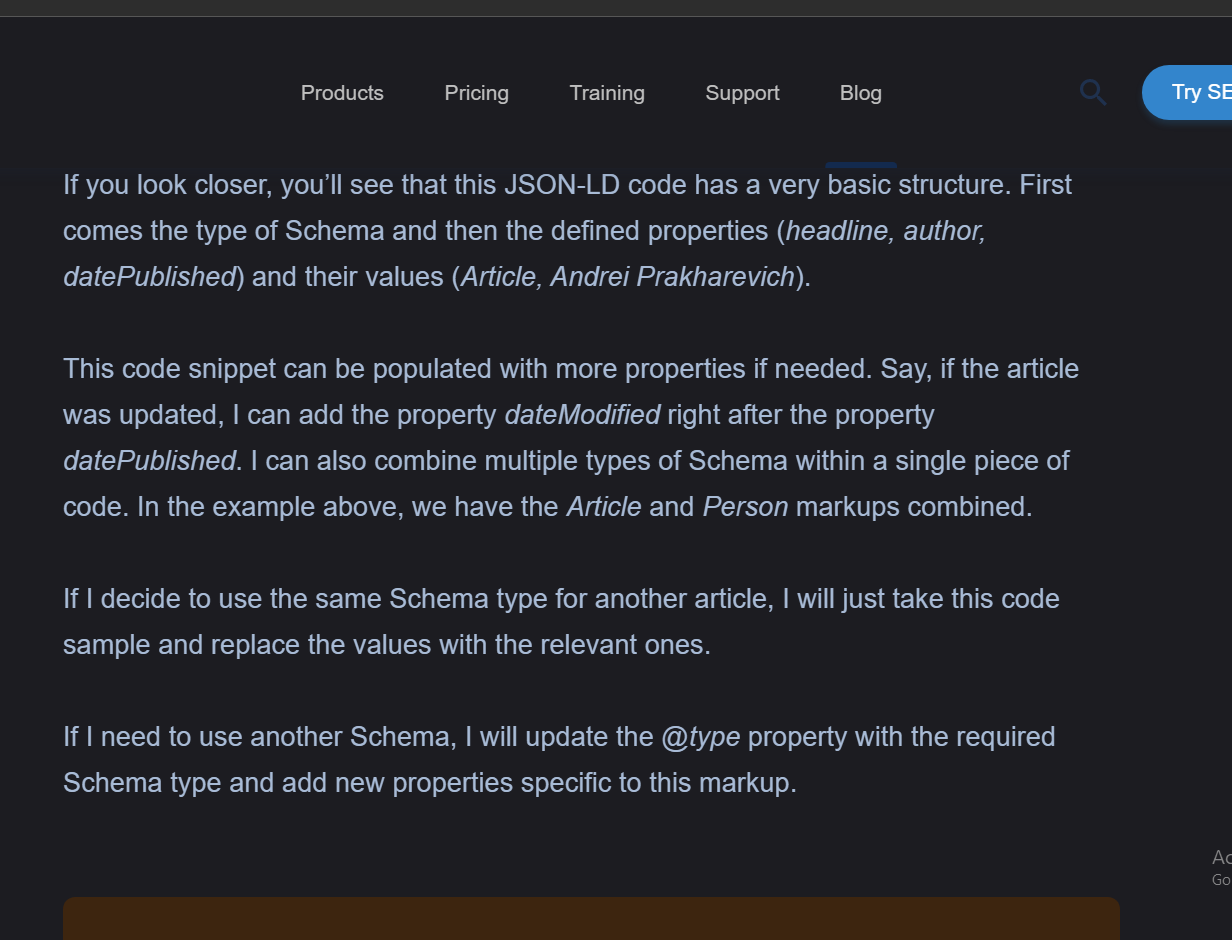 Products Pricing Training Support Blog Try SE
If you look closer, you’ll see that this JSON-LD code has a very basic structure. First
comes the type of Schema and then the defined properties (headline, author,
datePublished) and their values (Article, Andrei Prakharevich).
This code snippet can be populated with more properties if needed. Say, if the article
was updated, I can add the property dateModified right after the property
datePublished. I can also combine multiple types of Schema within a single piece of
code. In the example above, we have the Article and Person markups combined.
If I decide to use the same Schema type for another article, I will just take this code
sample and replace the values with the relevant ones.
If I need to use another Schema, I will update the @type property with the required
Schema type and add new properties specific to this markup.
Ac
Go